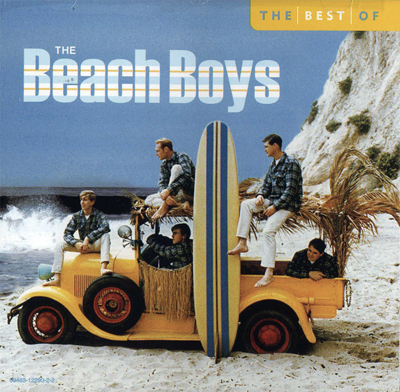 THE BEST OF
THE
Beach Boys